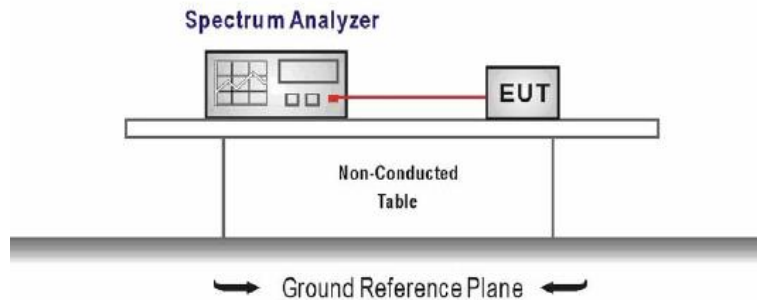 Spectrum Analyzer
EUT
Non-Conducted
Table
Ground Reference Plane